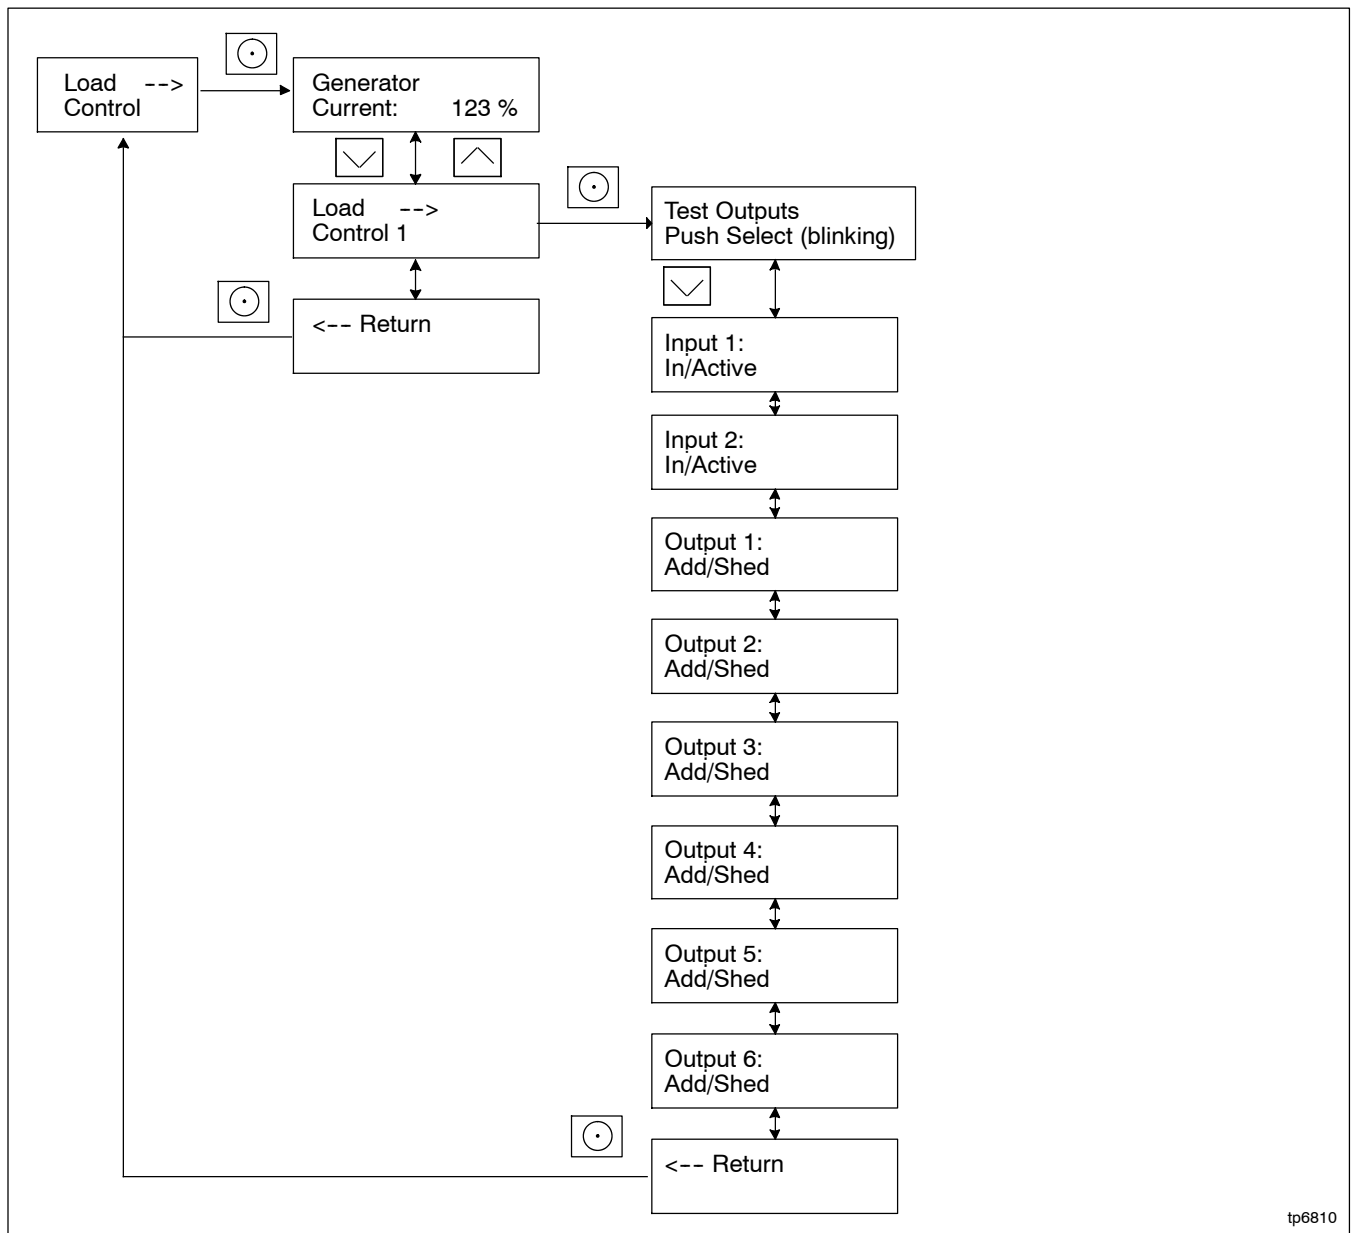 Load -->
Control
Generator
Current: 123 %
Load -->
Control 1
<-- Return
Test Outputs
Push Select (blinking)
Input 1:
In/Active
Input 2:
In/Active
Output 1:
Add/Shed
Output 2:
Add/Shed
Output 3:
Add/Shed
Output 4:
Add/Shed
Output 5:
Add/Shed
Output 6:
Add/Shed
<-- Return
tp6810